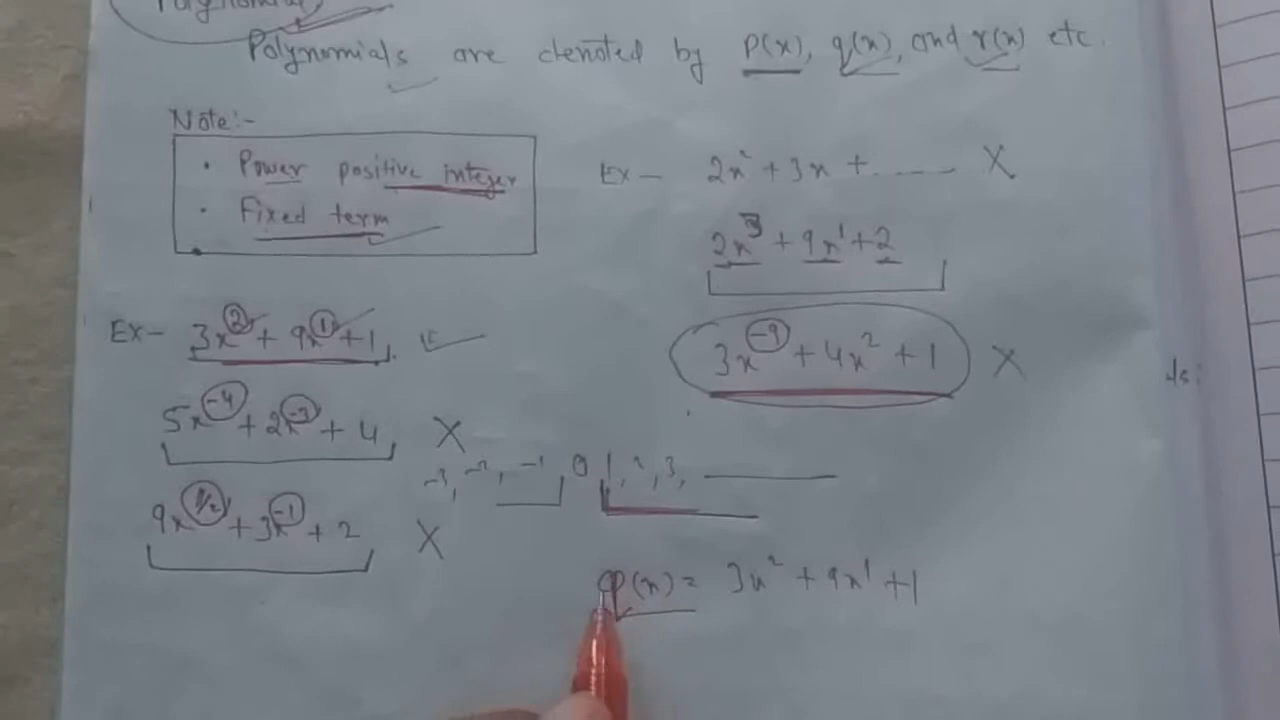 Polynomial
Polynomials are denoted by p(x), q(x), and r(x) etc.
Note:-
• Power positive integer
• Fixed term
Ex- 2x² + 3x + ...... X
2x³ + 9x¹ + 2
Ex- 3x² + 9x¹ + 1
3x⁻⁹ + 4x² + 1 X
5x⁻⁴ + 2x⁻³ + 4 X
-3, -2, -1 0 1, 2, 3,
9x^1/2 + 3x⁻¹ + 2 X
p(x) = 3x² + 9x¹ + 1